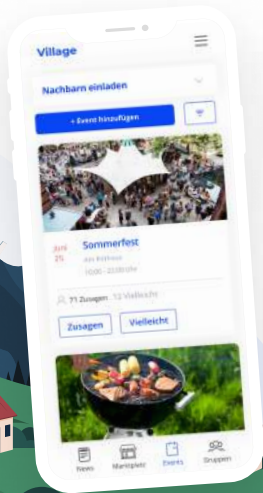 Village
Nachbarn einladen
+ Event hinzufügen
Juni
25
Sommerfest
am Rathaus
10:00 - 22:00 Uhr
71 Zusagen . 12 Vielleicht
Zusagen
Vielleicht
News
Marktplatz
Events
Gruppen